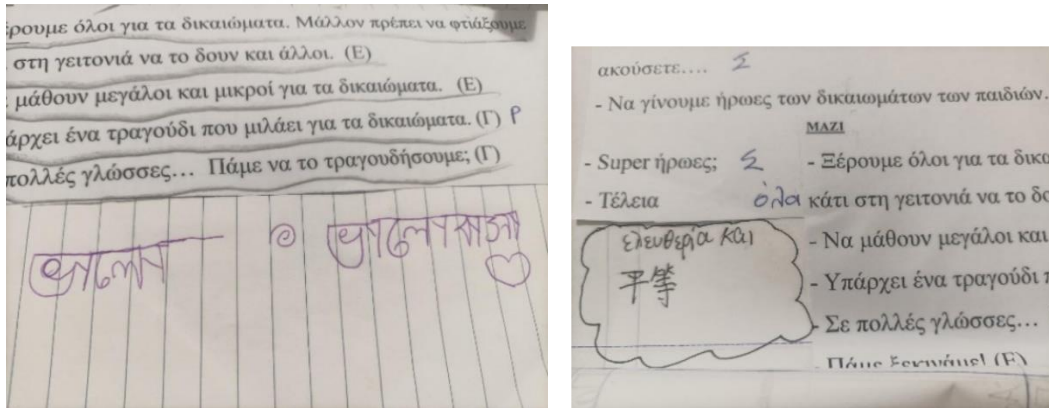 ρουμε όλοι για τα δικαιώματα. Μάλλον πρέπει να φτιάξουμε
στη γειτονιά να το δουν και άλλοι. (Ε)
μάθουν μεγάλοι και μικροί για τα δικαιώματα. (Ε)
άρχει ένα τραγούδι που μιλάει για τα δικαιώματα. (Γ) Ρ
πολλές γλώσσες… Πάμε να το τραγουδήσουμε; (Γ)
ভালো ভালোবাসা
ακούσετε…. Σ
- Να γίνουμε ήρωες των δικαιωμάτων των παιδιών.
ΜΑΖΙ
- Super ήρωες; Σ
- Τέλεια όλα
- Ξέρουμε όλοι για τα δικα
κάτι στη γειτονιά να το δο
- Να μάθουν μεγάλοι και
- Υπάρχει ένα τραγούδι
- Σε πολλές γλώσσες…
- Πάμε ξεκινάμε! (Ε)
ελευθερία και
平等